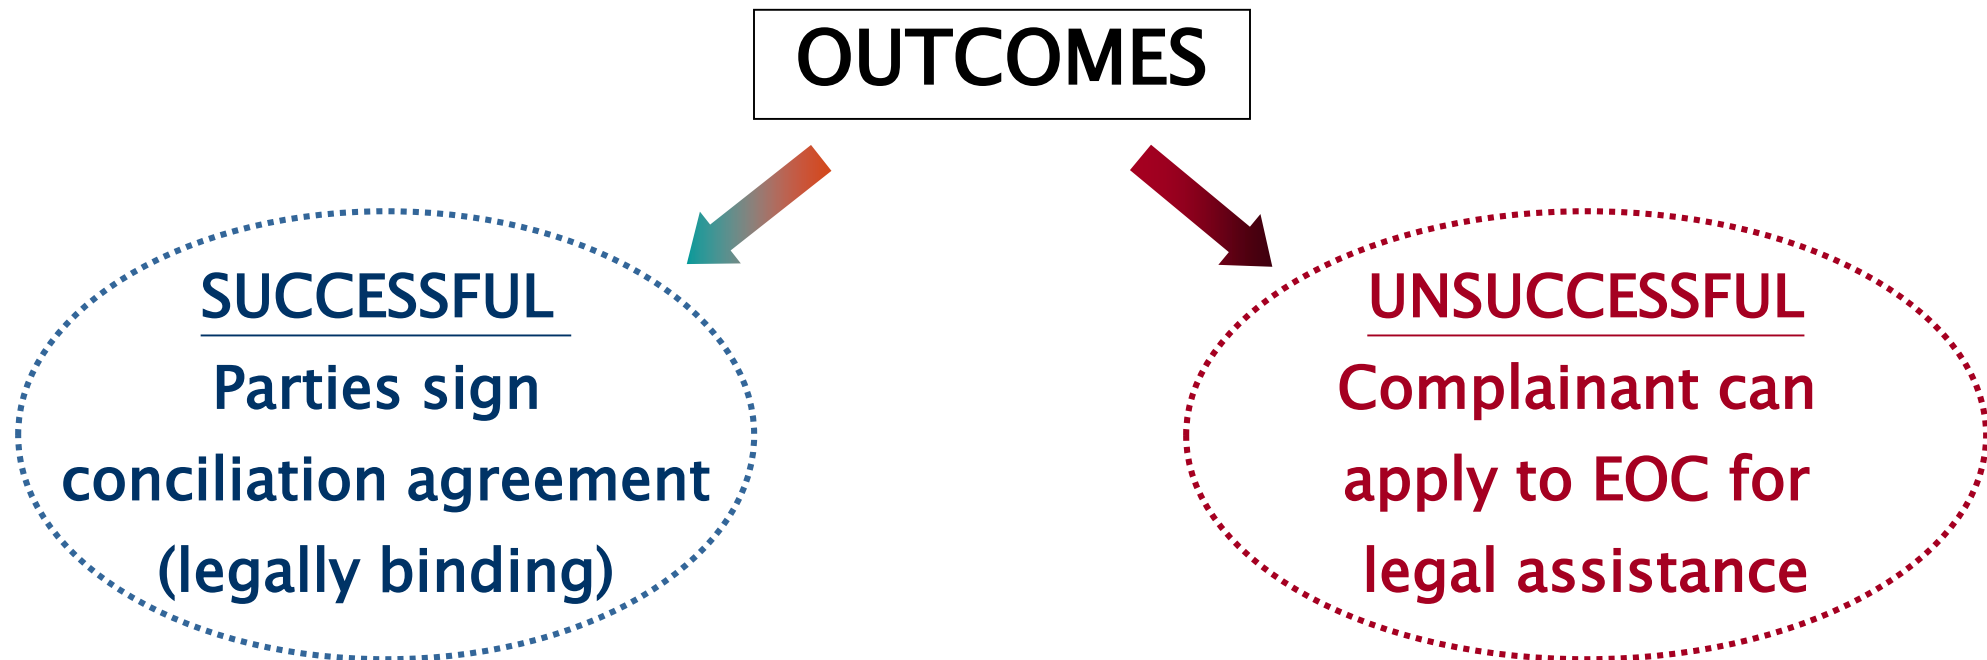 OUTCOMES
SUCCESSFUL
Parties sign
conciliation agreement
(legally binding)
UNSUCCESSFUL
Complainant can
apply to EOC for
legal assistance